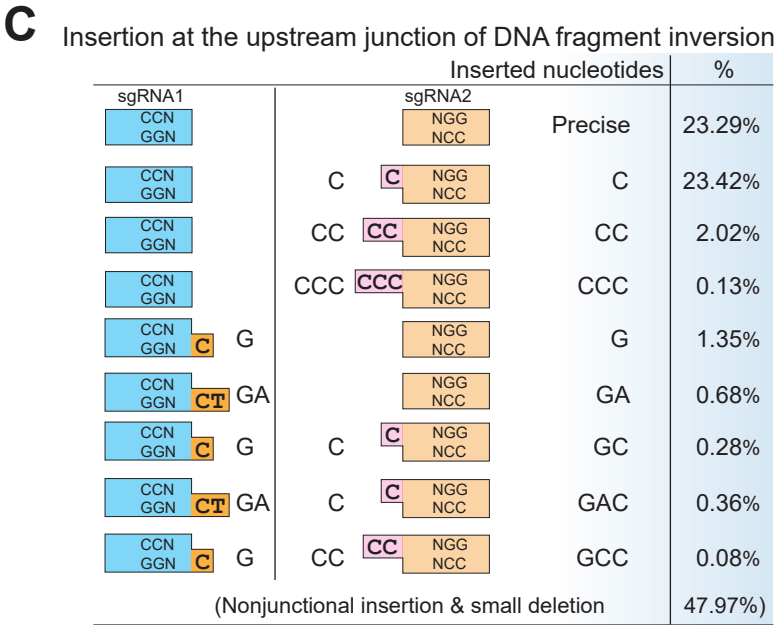 C Insertion at the upstream junction of DNA fragment inversion
Inserted nucleotides %
sgRNA1 sgRNA2
CCN NGG
GGN NCC
Precise 23.29%
CCN NGG
GGN NCC
C C C 23.42%
CCN NGG
GGN NCC
CC CC CC 2.02%
CCN NGG
GGN NCC
CCC CCC CCC 0.13%
CCN NGG
GGN NCC
C G G 1.35%
CCN NGG
GGN NCC
CT GA GA 0.68%
CCN NGG
GGN NCC
C G C C GC 0.28%
CCN NGG
GGN NCC
CT GA C C GAC 0.36%
CCN NGG
GGN NCC
C G CC CC GCC 0.08%
(Nonjunctional insertion & small deletion 47.97%)